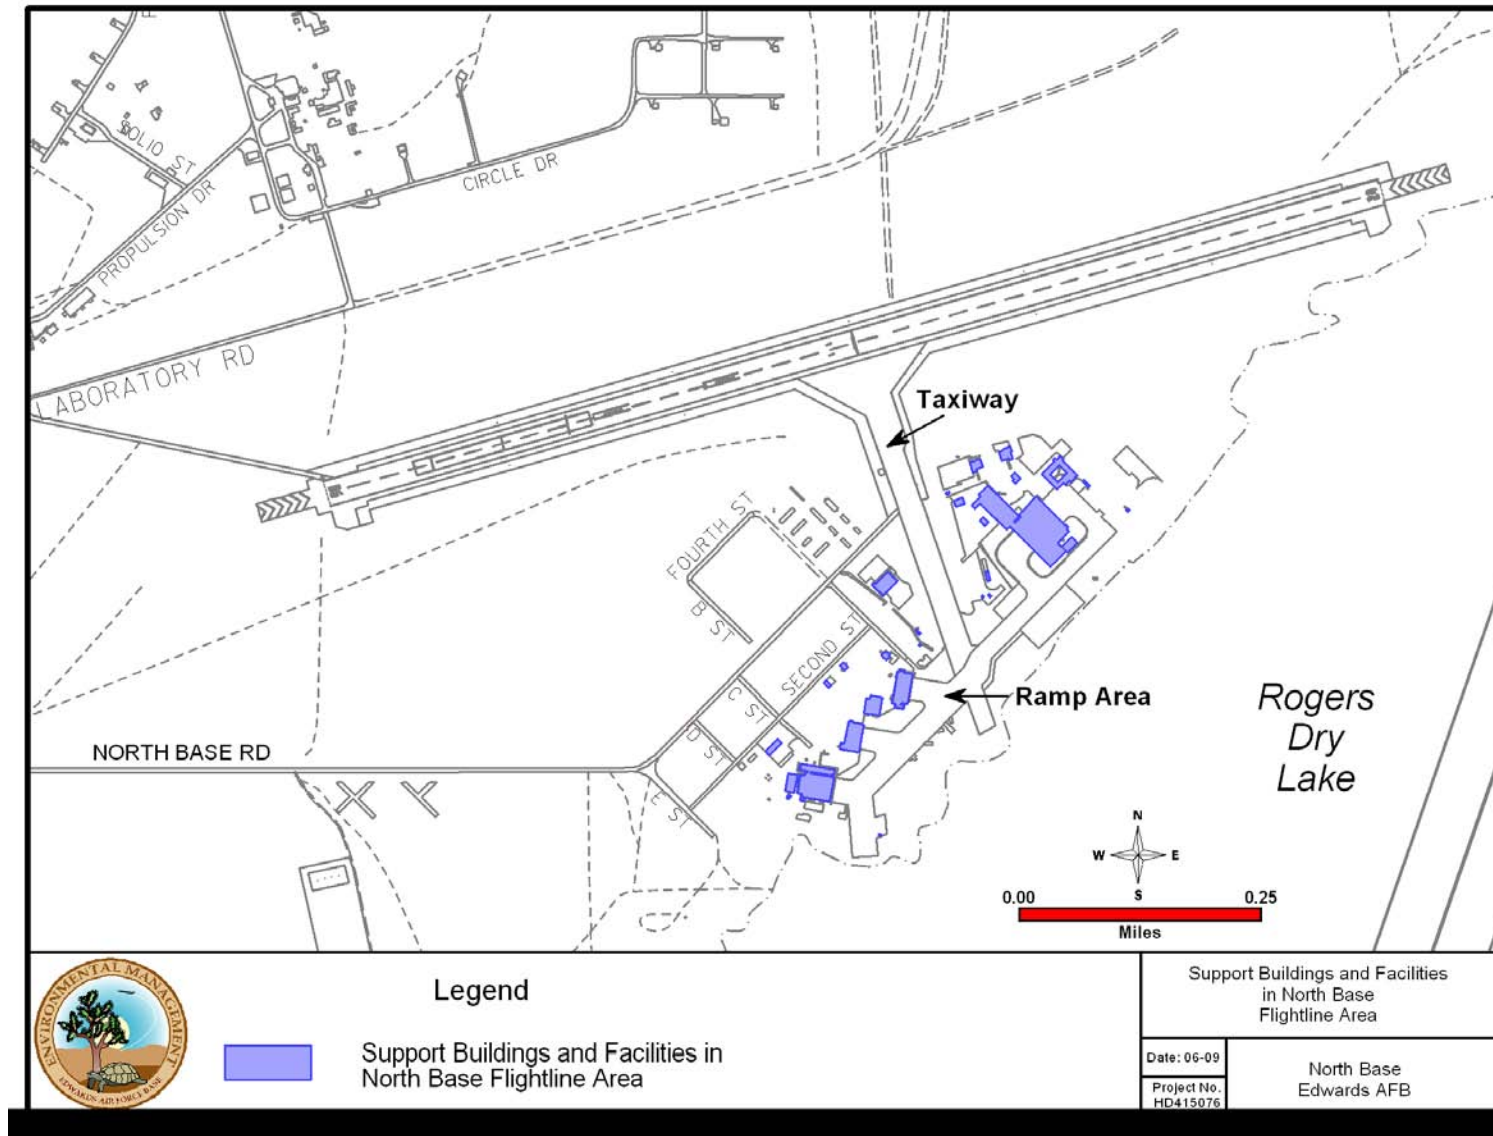 SOLIO ST
PROPULSION DR
CIRCLE DR
LABORATORY RD
Taxiway
FOURTH ST
B ST
SECOND ST
C ST
D ST
E ST
NORTH BASE RD
Ramp Area
Rogers
Dry
Lake
N
W
E
S
0.00
0.25
Miles
ENVIRONMENTAL MANAGEMENT
EDWARDS AIR FORCE BASE
Legend
Support Buildings and Facilities in
North Base Flightline Area
Support Buildings and Facilities
in North Base
Flightline Area
Date: 06-09
Project No.
HD415076
North Base
Edwards AFB